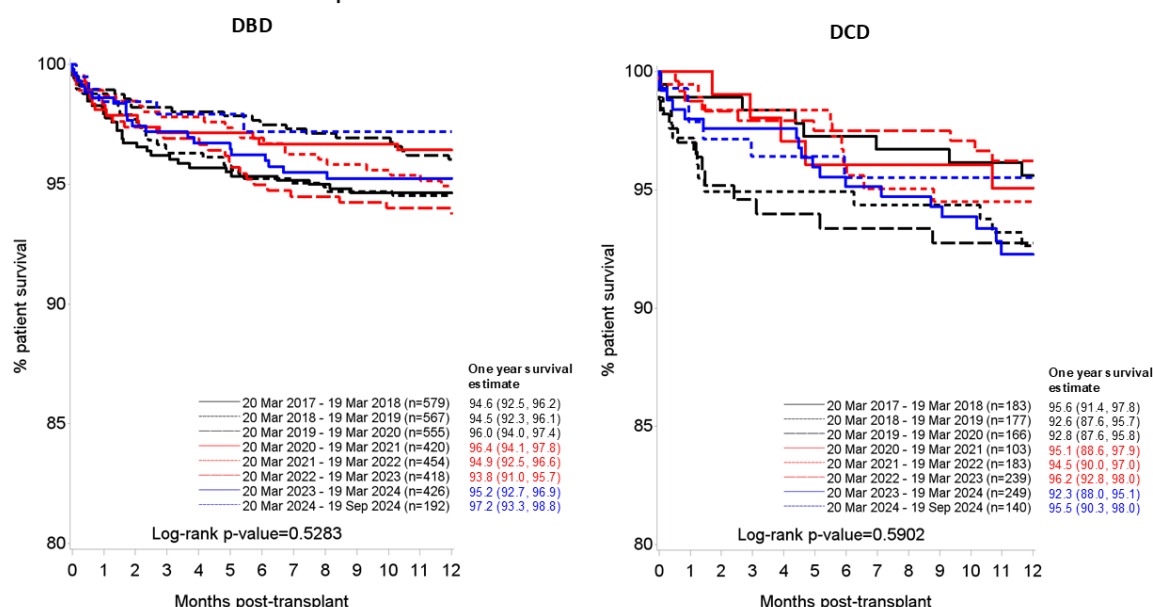 DBD
100
95
90
85
80
% patient survival
One year survival
estimate
20 Mar 2017 - 19 Mar 2018 (n=579) 94.6 (92.5, 96.2)
20 Mar 2018 - 19 Mar 2019 (n=567) 94.5 (92.3, 96.1)
20 Mar 2019 - 19 Mar 2020 (n=555) 96.0 (94.0, 97.4)
20 Mar 2020 - 19 Mar 2021 (n=420) 96.4 (94.1, 97.8)
20 Mar 2021 - 19 Mar 2022 (n=454) 94.9 (92.5, 96.6)
20 Mar 2022 - 19 Mar 2023 (n=418) 93.8 (91.0, 95.7)
20 Mar 2023 - 19 Mar 2024 (n=426) 95.2 (92.7, 96.9)
20 Mar 2024 - 19 Sep 2024 (n=192) 97.2 (93.3, 98.8)
Log-rank p-value=0.5283
0 1 2 3 4 5 6 7 8 9 10 11 12
Months post-transplant
DCD
100
95
90
85
80
% patient survival
One year survival
estimate
20 Mar 2017 - 19 Mar 2018 (n=183) 95.6 (91.4, 97.8)
20 Mar 2018 - 19 Mar 2019 (n=177) 92.6 (87.6, 95.7)
20 Mar 2019 - 19 Mar 2020 (n=166) 92.8 (87.6, 95.8)
20 Mar 2020 - 19 Mar 2021 (n=103) 95.1 (88.6, 97.9)
20 Mar 2021 - 19 Mar 2022 (n=183) 94.5 (90.0, 97.0)
20 Mar 2022 - 19 Mar 2023 (n=239) 96.2 (92.8, 98.0)
20 Mar 2023 - 19 Mar 2024 (n=249) 92.3 (88.0, 95.1)
20 Mar 2024 - 19 Sep 2024 (n=140) 95.5 (90.3, 98.0)
Log-rank p-value=0.5902
0 1 2 3 4 5 6 7 8 9 10 11 12
Months post-transplant